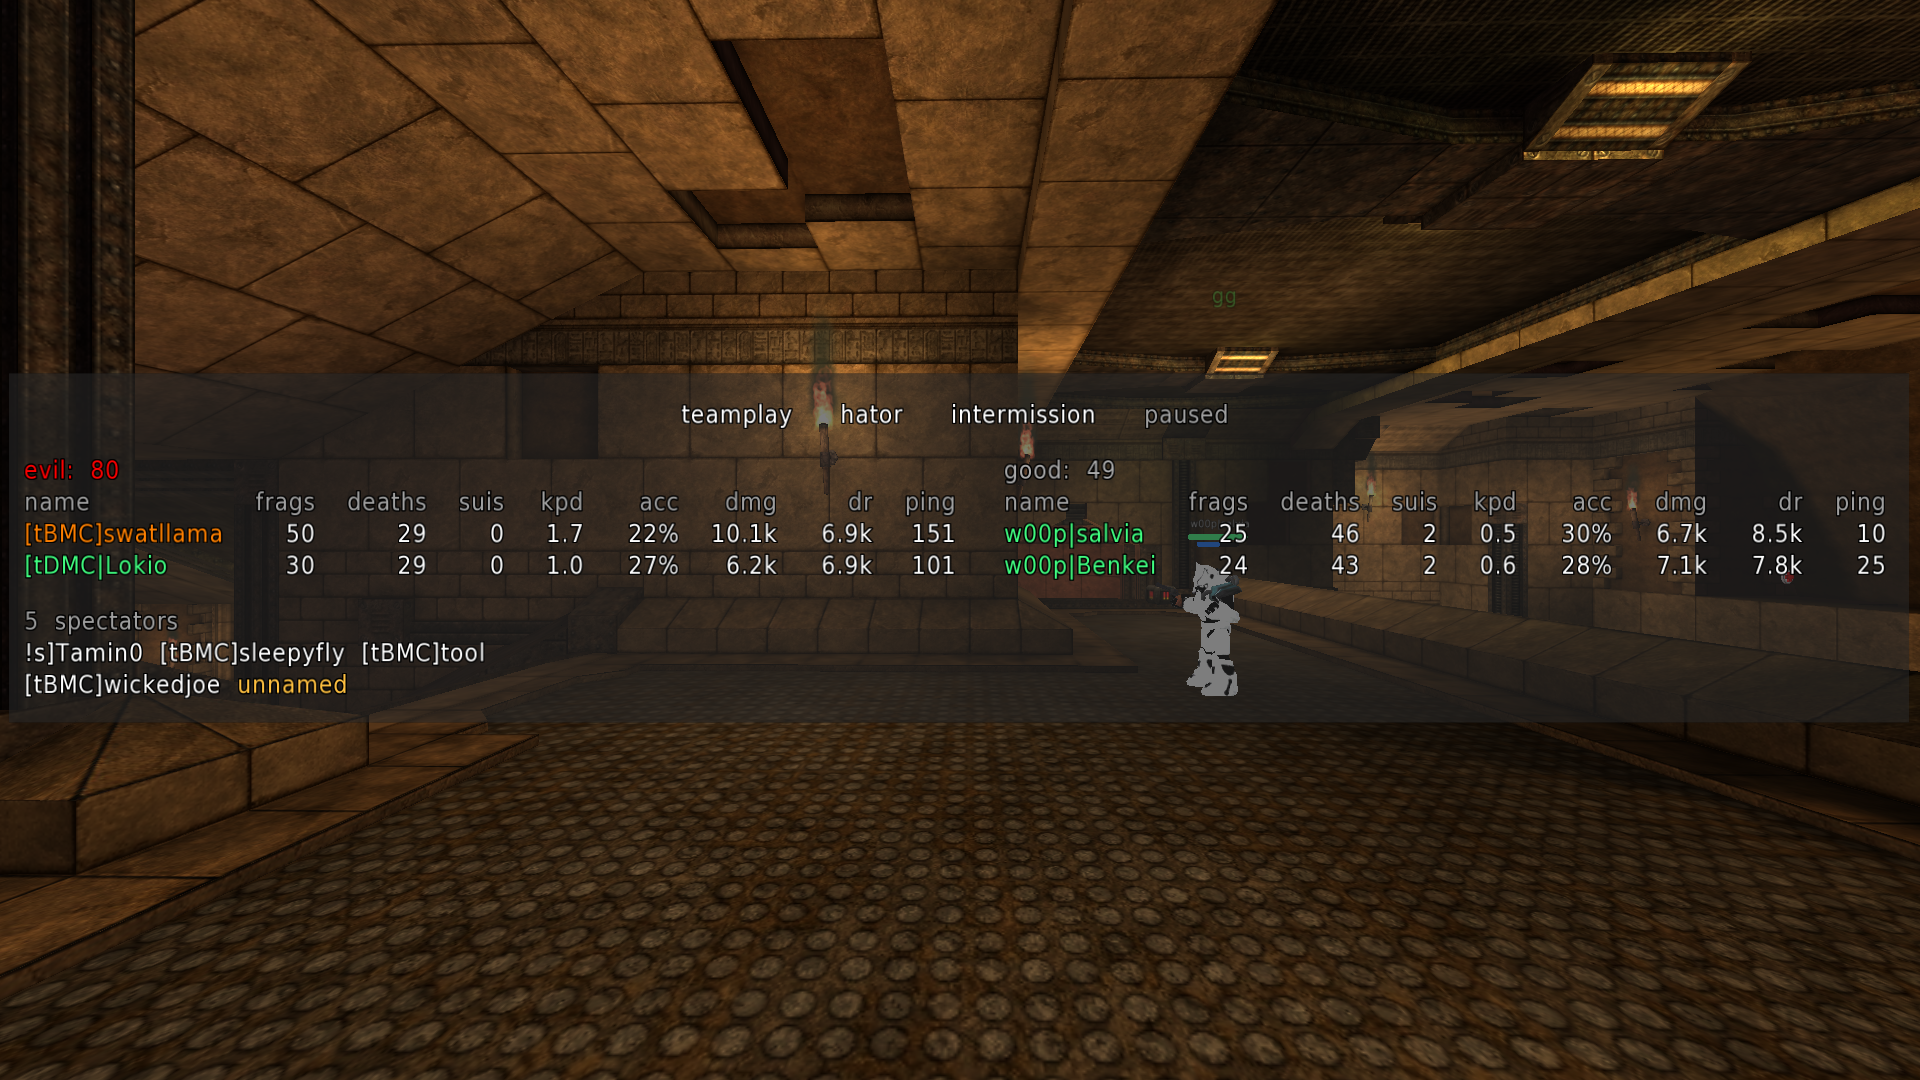 gg
teamplay hator intermission paused
evil: 80
name frags deaths suis kpd acc dmg dr ping
[tBMC]swatllama 50 29 0 1.7 22% 10.1k 6.9k 151
[tDMC|Lokio 30 29 0 1.0 27% 6.2k 6.9k 101
good: 49
name frags deaths suis kpd acc dmg dr ping
w00p|salvia 25 46 2 0.5 30% 6.7k 8.5k 10
w00p|Benkei 24 43 2 0.6 28% 7.1k 7.8k 25
5 spectators
!s]Tamin0 [tBMC]sleepyfly [tBMC]tool
[tBMC]wickedjoe unnamed